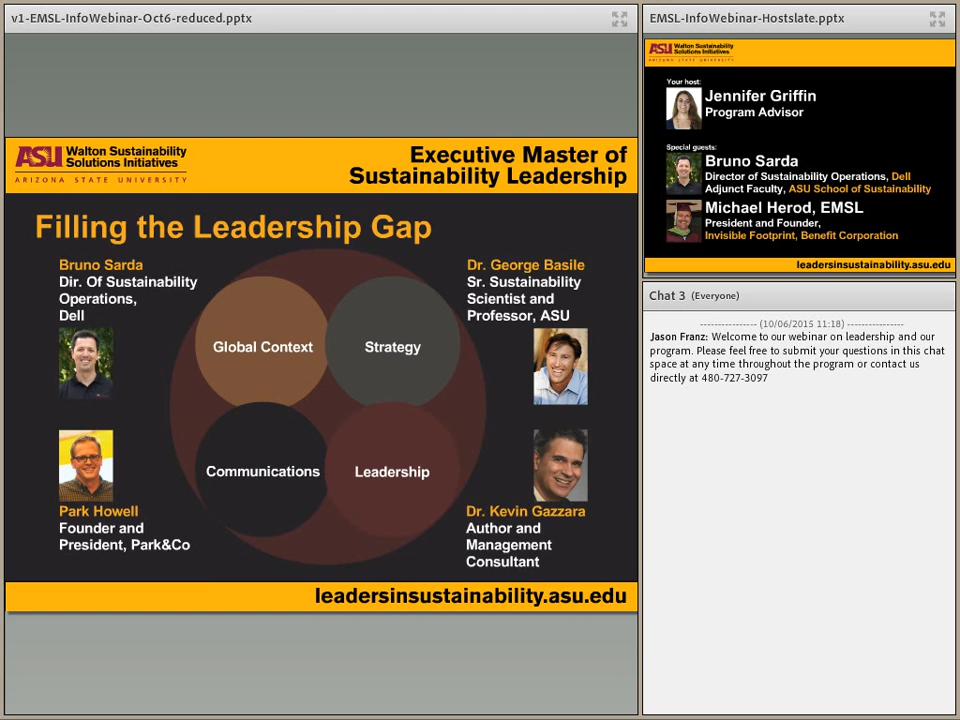 v1-EMSL-InfoWebinar-Oct6-reduced.pptx
ASU Walton Sustainability
Solutions Initiatives
ARIZONA STATE UNIVERSITY
Executive Master of
Sustainability Leadership
Filling the Leadership Gap
Bruno Sarda
Dir. Of Sustainability
Operations,
Dell
Dr. George Basile
Sr. Sustainability
Scientist and
Professor, ASU
Global Context
Strategy
Communications
Leadership
Park Howell
Founder and
President, Park&Co
Dr. Kevin Gazzara
Author and
Management
Consultant
leadersinsustainability.asu.edu
EMSL-InfoWebinar-Hostslate.pptx
ASU Walton Sustainability
Solutions Initiatives
ARIZONA STATE UNIVERSITY
Your host:
Jennifer Griffin
Program Advisor
Special guests:
Bruno Sarda
Director of Sustainability Operations, Dell
Adjunct Faculty, ASU School of Sustainability
Michael Herod, EMSL
President and Founder,
Invisible Footprint, Benefit Corporation
leadersinsustainability.asu.edu
Chat 3 (Everyone)
----------------- (10/06/2015 11:18) -----------------
Jason Franz: Welcome to our webinar on leadership and our
program. Please feel free to submit your questions in this chat
space at any time throughout the program or contact us
directly at 480-727-3097